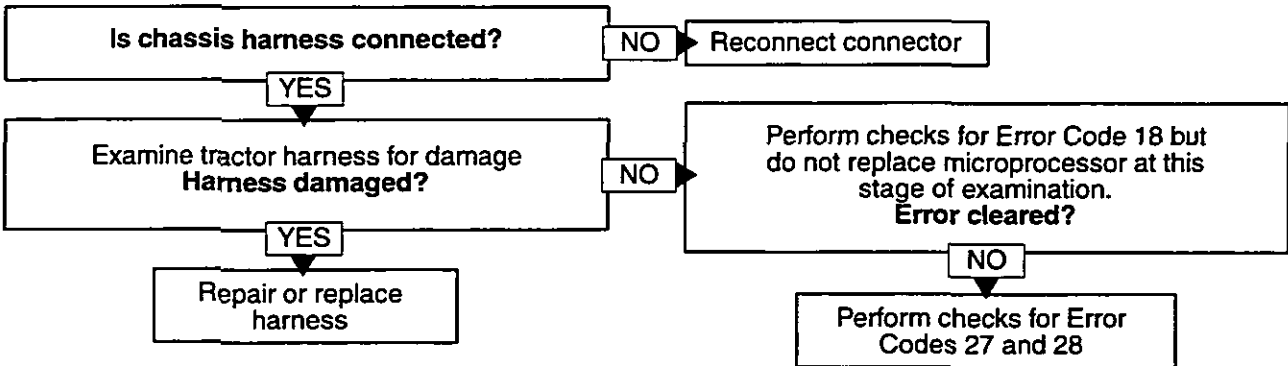 Is chassis harness connected?
NO
Reconnect connector
YES
Examine tractor harness for damage
Harness damaged?
NO
Perform checks for Error Code 18 but
do not replace microprocessor at this
stage of examination.
Error cleared?
YES
Repair or replace
harness
NO
Perform checks for Error
Codes 27 and 28